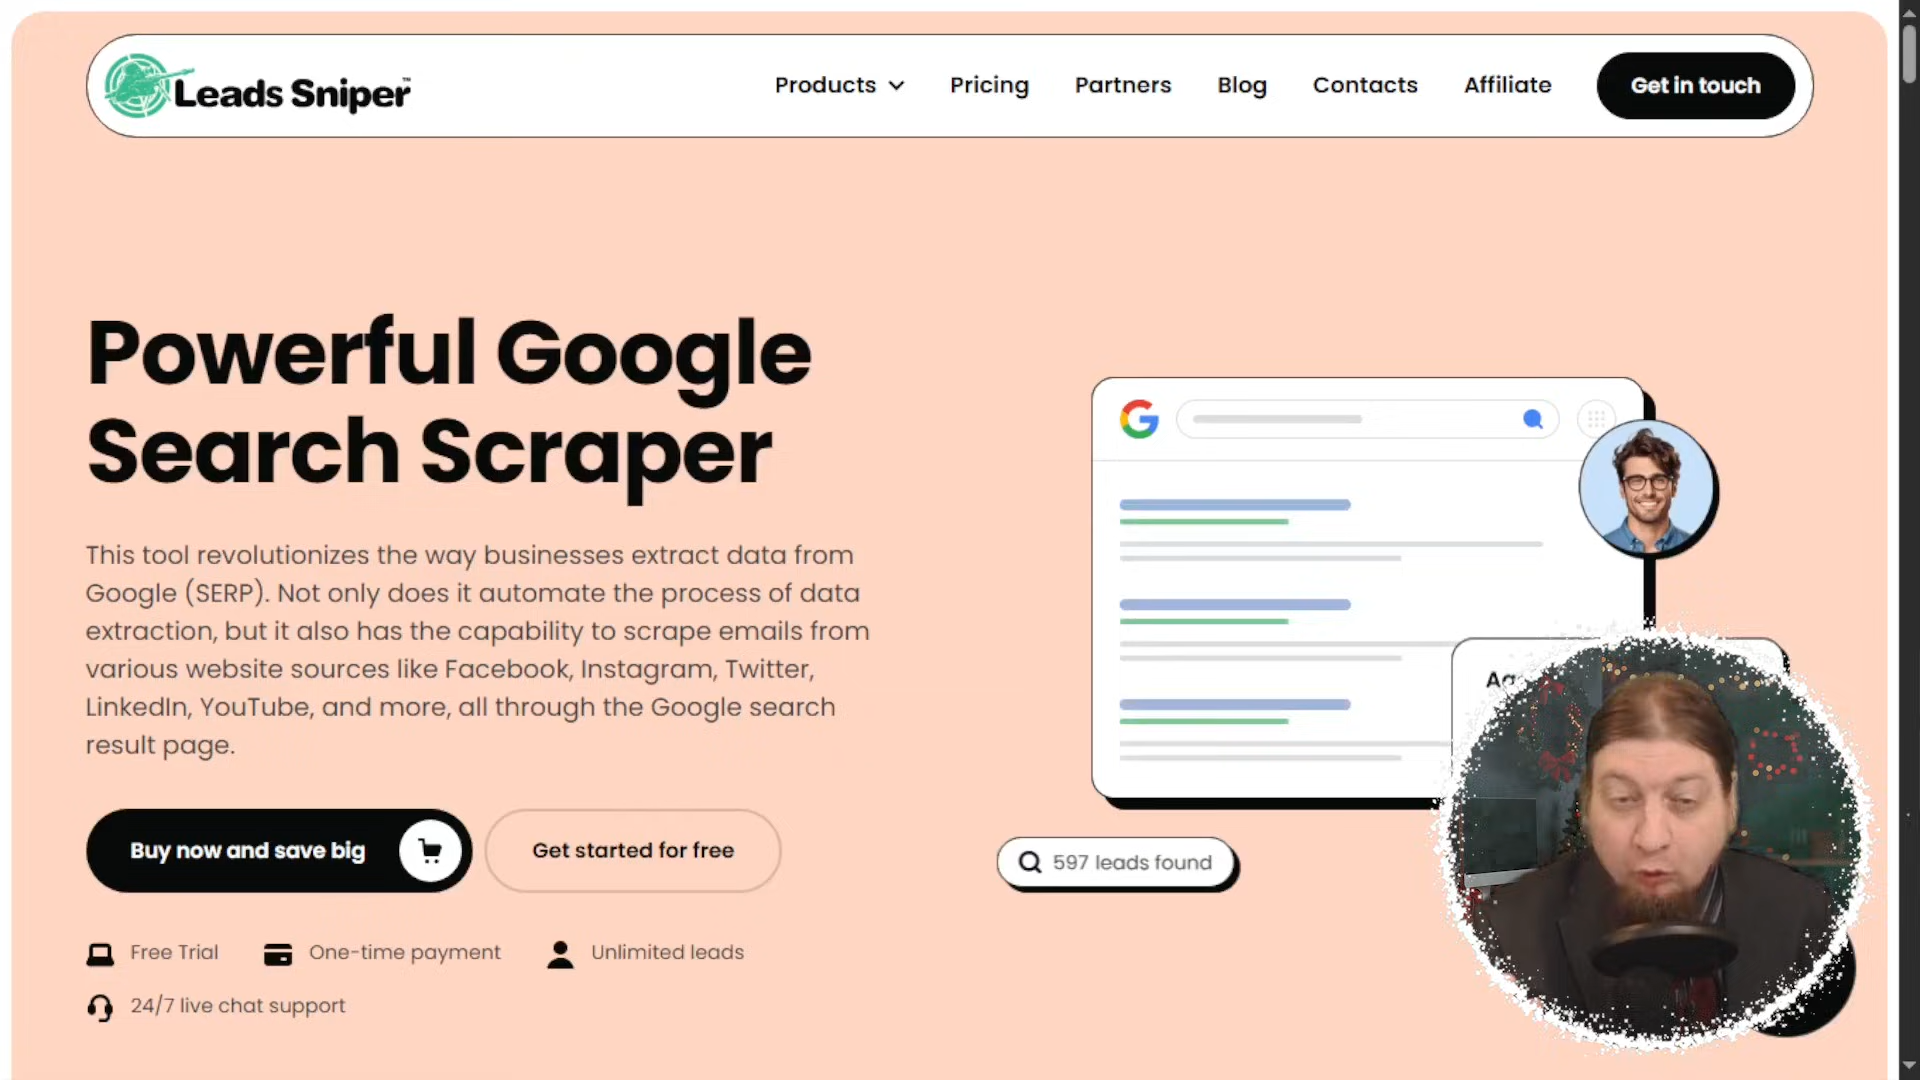 Leads Sniper™
Products
Pricing
Partners
Blog
Contacts
Affiliate
Get in touch
Powerful Google
Search Scraper
This tool revolutionizes the way businesses extract data from
Google (SERP). Not only does it automate the process of data
extraction, but it also has the capability to scrape emails from
various website sources like Facebook, Instagram, Twitter,
LinkedIn, YouTube, and more, all through the Google search
result page.
Buy now and save big
Get started for free
Free Trial
One-time payment
Unlimited leads
24/7 live chat support
597 leads found